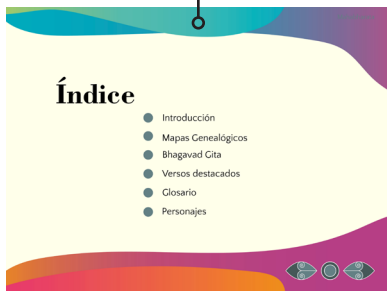 Índice
Introducción
Mapas Genealógicos
Bhagavad Gita
Versos destacados
Glosario
Personajes